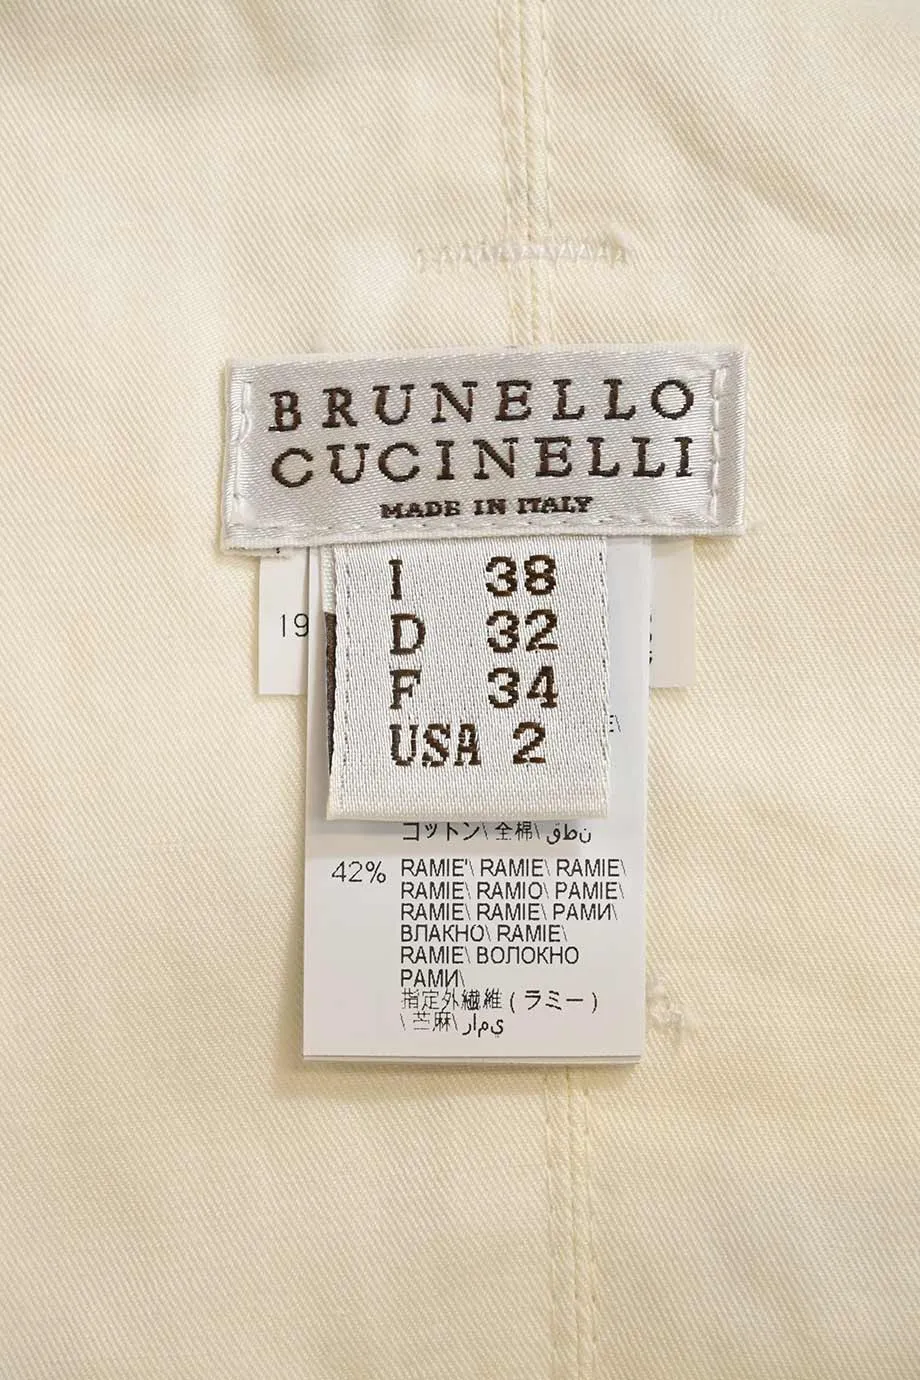 BRUNELLO
CUCINELLI
MADE IN ITALY
I 38
D 32
F 34
USA 2
19
コットン\ 全棉\ قطن
42% RAMIE'\ RAMIE\ RAMIE\
RAMIE\ RAMIO\ РАМІЕ\
RAMIE\ RAMIE\ РАМИ\
ВЛАКНО\ RAMIE\
RAMIE\ ВОЛОКНО
РАМИ\
指定外繊維 ( ラミー )
\ 苎麻\ رامي